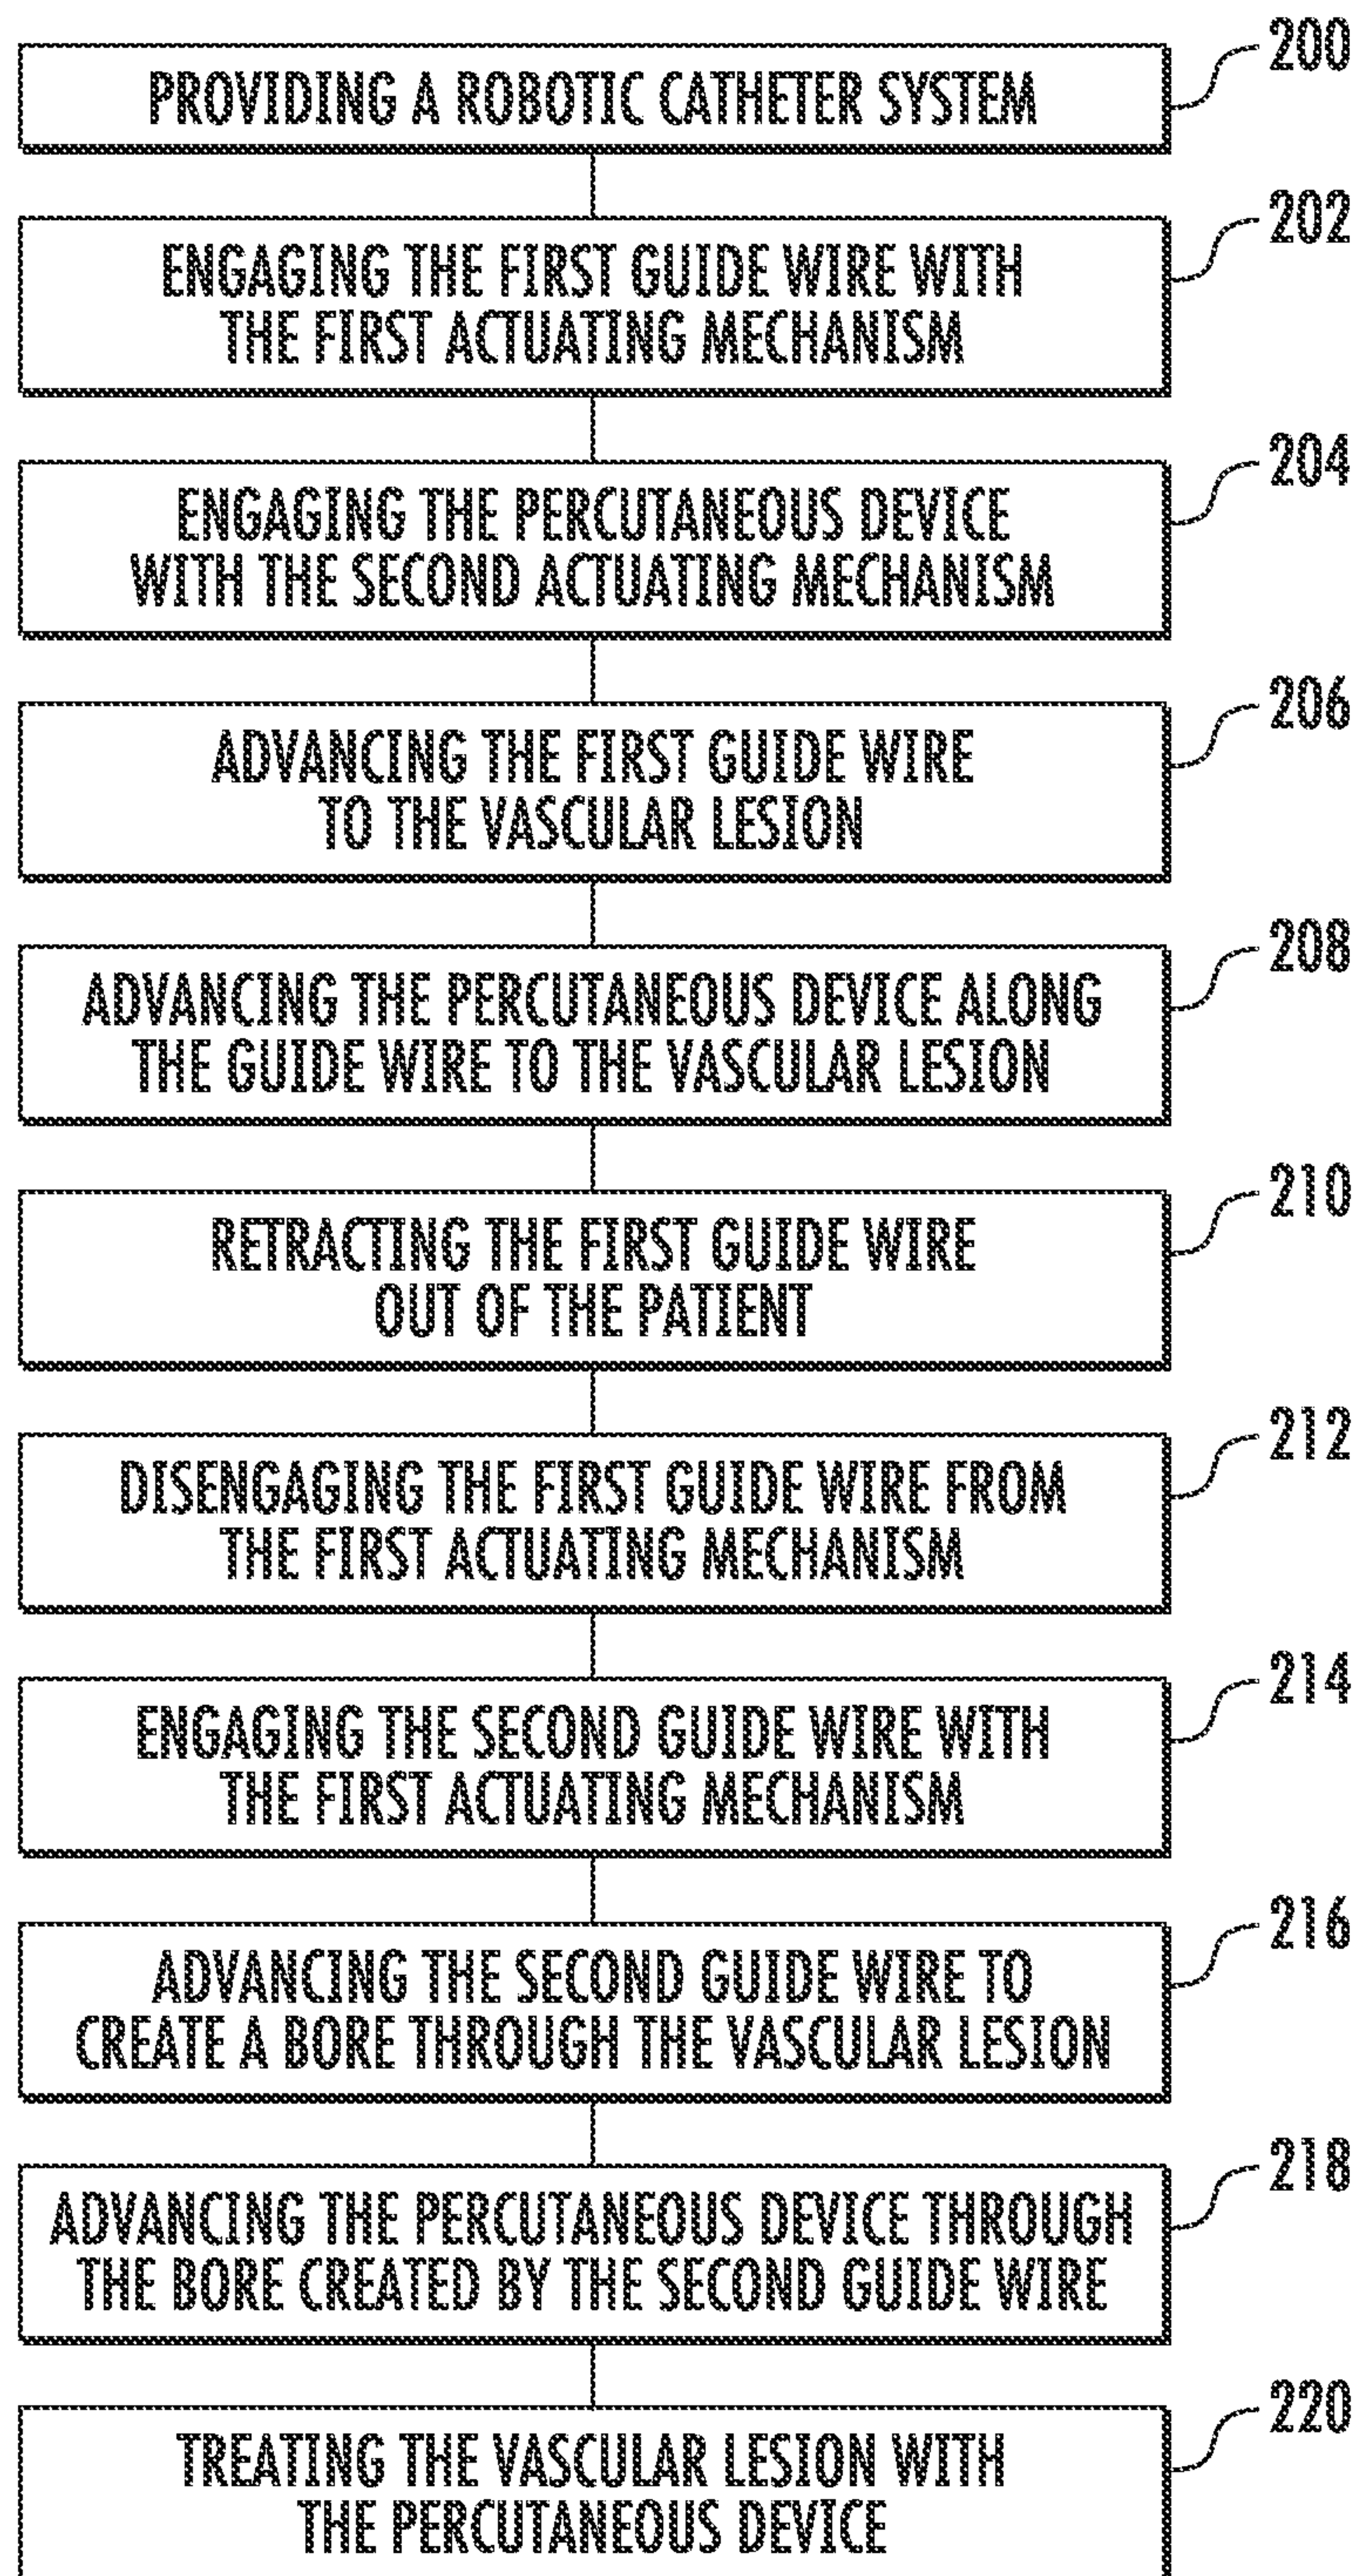 200
PROVIDING A ROBOTIC CATHETER SYSTEM
202
ENGAGING THE FIRST GUIDE WIRE WITH
THE FIRST ACTUATING MECHANISM
204
ENGAGING THE PERCUTANEOUS DEVICE
WITH THE SECOND ACTUATING MECHANISM
206
ADVANCING THE FIRST GUIDE WIRE
TO THE VASCULAR LESION
208
ADVANCING THE PERCUTANEOUS DEVICE ALONG
THE GUIDE WIRE TO THE VASCULAR LESION
210
RETRACTING THE FIRST GUIDE WIRE
OUT OF THE PATIENT
212
DISENGAGING THE FIRST GUIDE WIRE FROM
THE FIRST ACTUATING MECHANISM
214
ENGAGING THE SECOND GUIDE WIRE WITH
THE FIRST ACTUATING MECHANISM
216
ADVANCING THE SECOND GUIDE WIRE TO
CREATE A BORE THROUGH THE VASCULAR LESION
218
ADVANCING THE PERCUTANEOUS DEVICE THROUGH
THE BORE CREATED BY THE SECOND GUIDE WIRE
220
TREATING THE VASCULAR LESION WITH
THE PERCUTANEOUS DEVICE